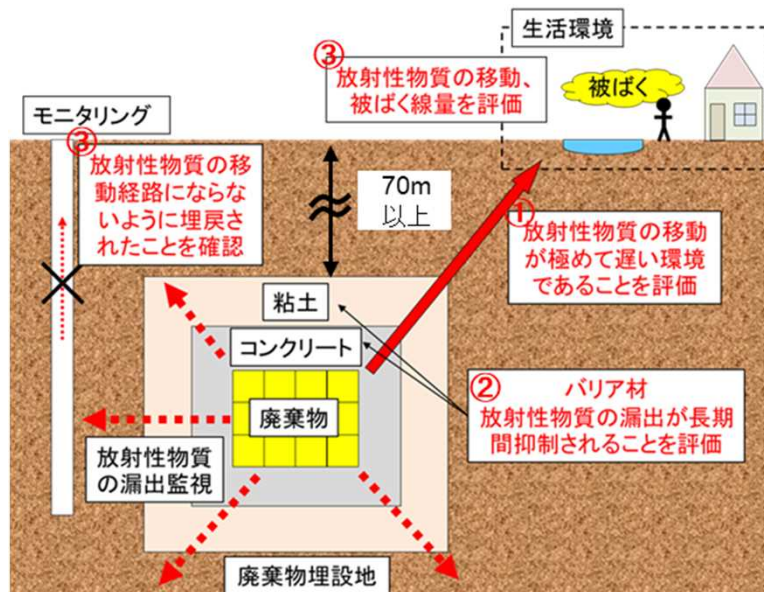 生活環境
③
放射性物質の移動、
被ばく線量を評価
被ばく
モニタリング
③
放射性物質の移
動経路にならな
いように埋戻さ
れたことを確認
70m
以上
①
放射性物質の移動
が極めて遅い環境
であることを評価
粘土
コンクリート
廃棄物
②
バリア材
放射性物質の漏出が長期
間抑制されることを評価
放射性物質
の漏出監視
廃棄物埋設地